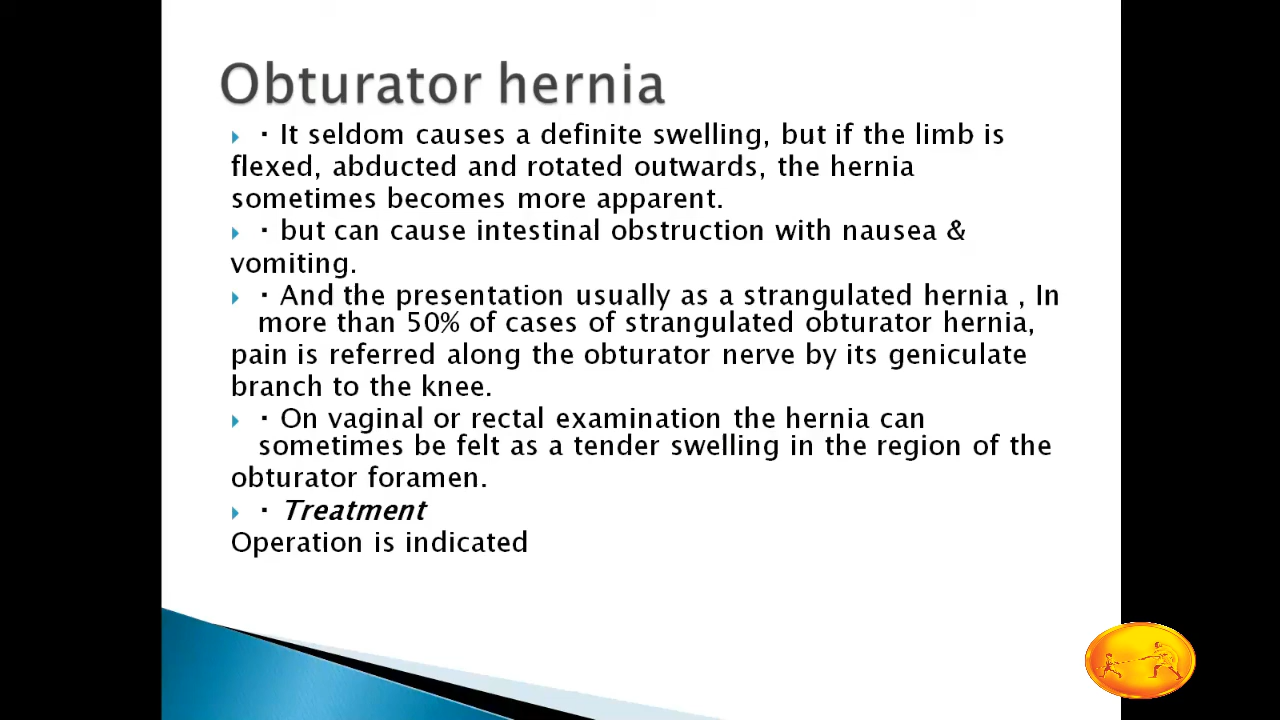 Obturator hernia
· It seldom causes a definite swelling, but if the limb is
flexed, abducted and rotated outwards, the hernia
sometimes becomes more apparent.
· but can cause intestinal obstruction with nausea &
vomiting.
· And the presentation usually as a strangulated hernia , In
more than 50% of cases of strangulated obturator hernia,
pain is referred along the obturator nerve by its geniculate
branch to the knee.
· On vaginal or rectal examination the hernia can
sometimes be felt as a tender swelling in the region of the
obturator foramen.
· Treatment
Operation is indicated